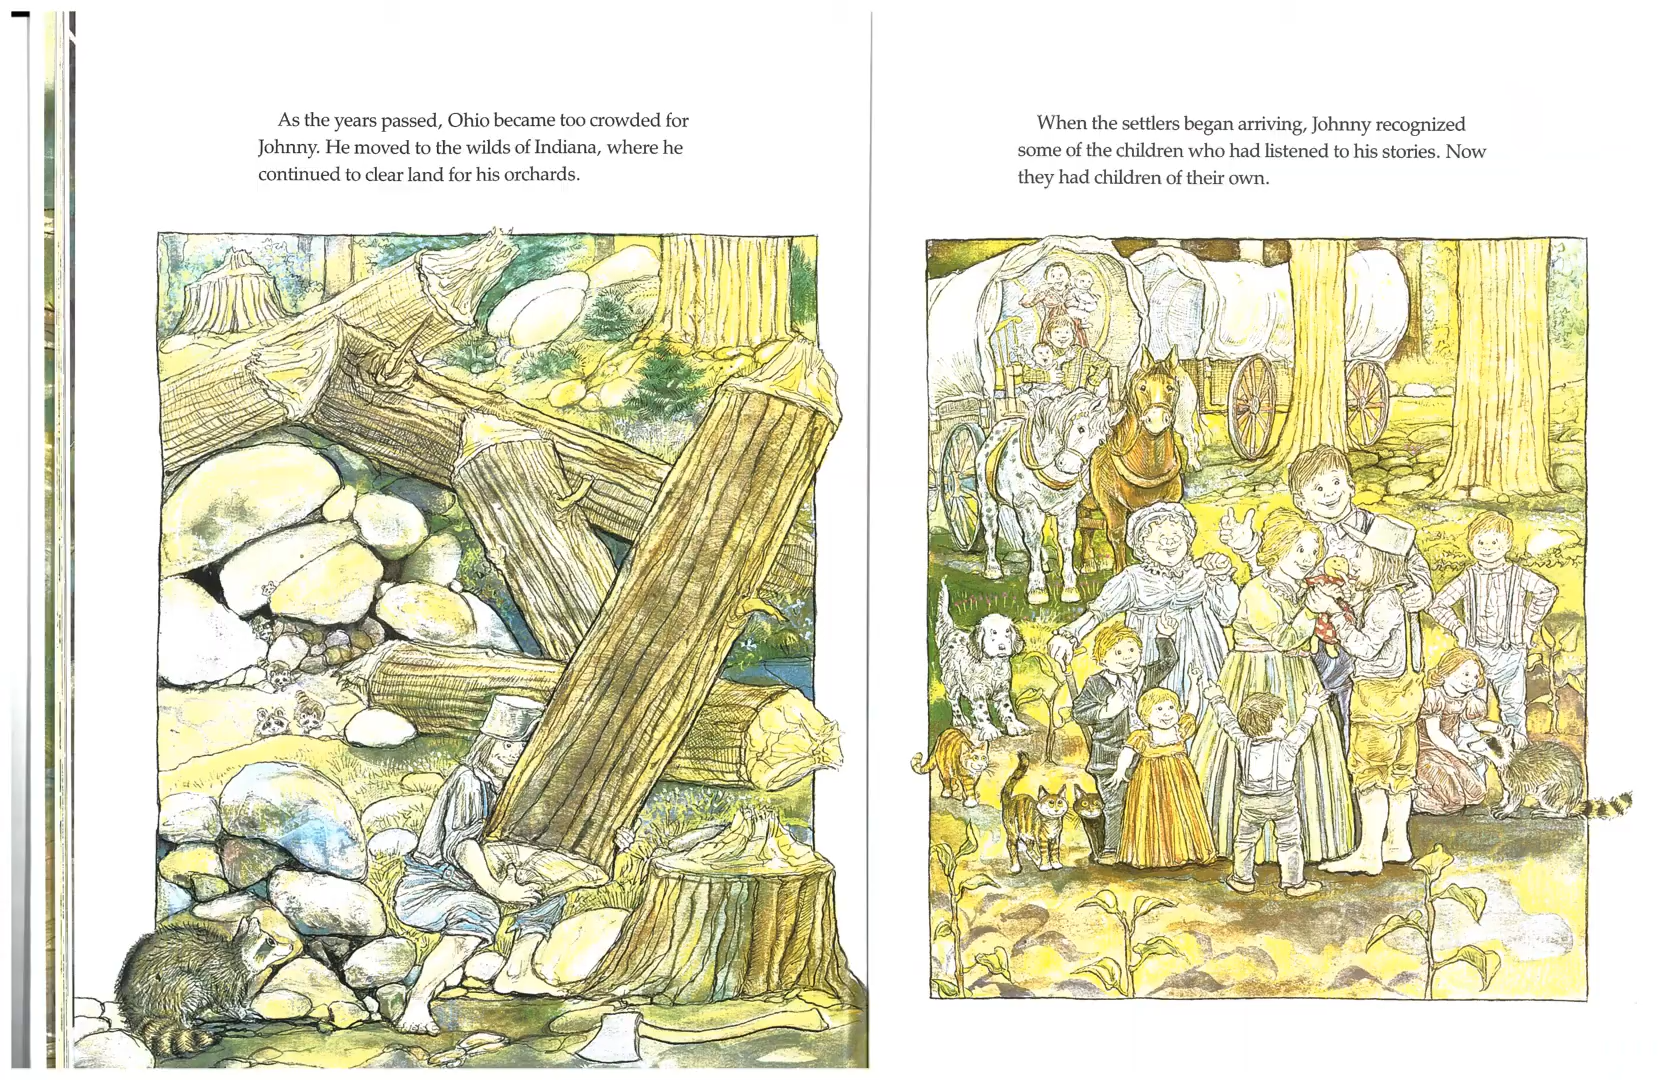 As the years passed, Ohio became too crowded for
Johnny. He moved to the wilds of Indiana, where he
continued to clear land for his orchards.
When the settlers began arriving, Johnny recognized
some of the children who had listened to his stories. Now
they had children of their own.